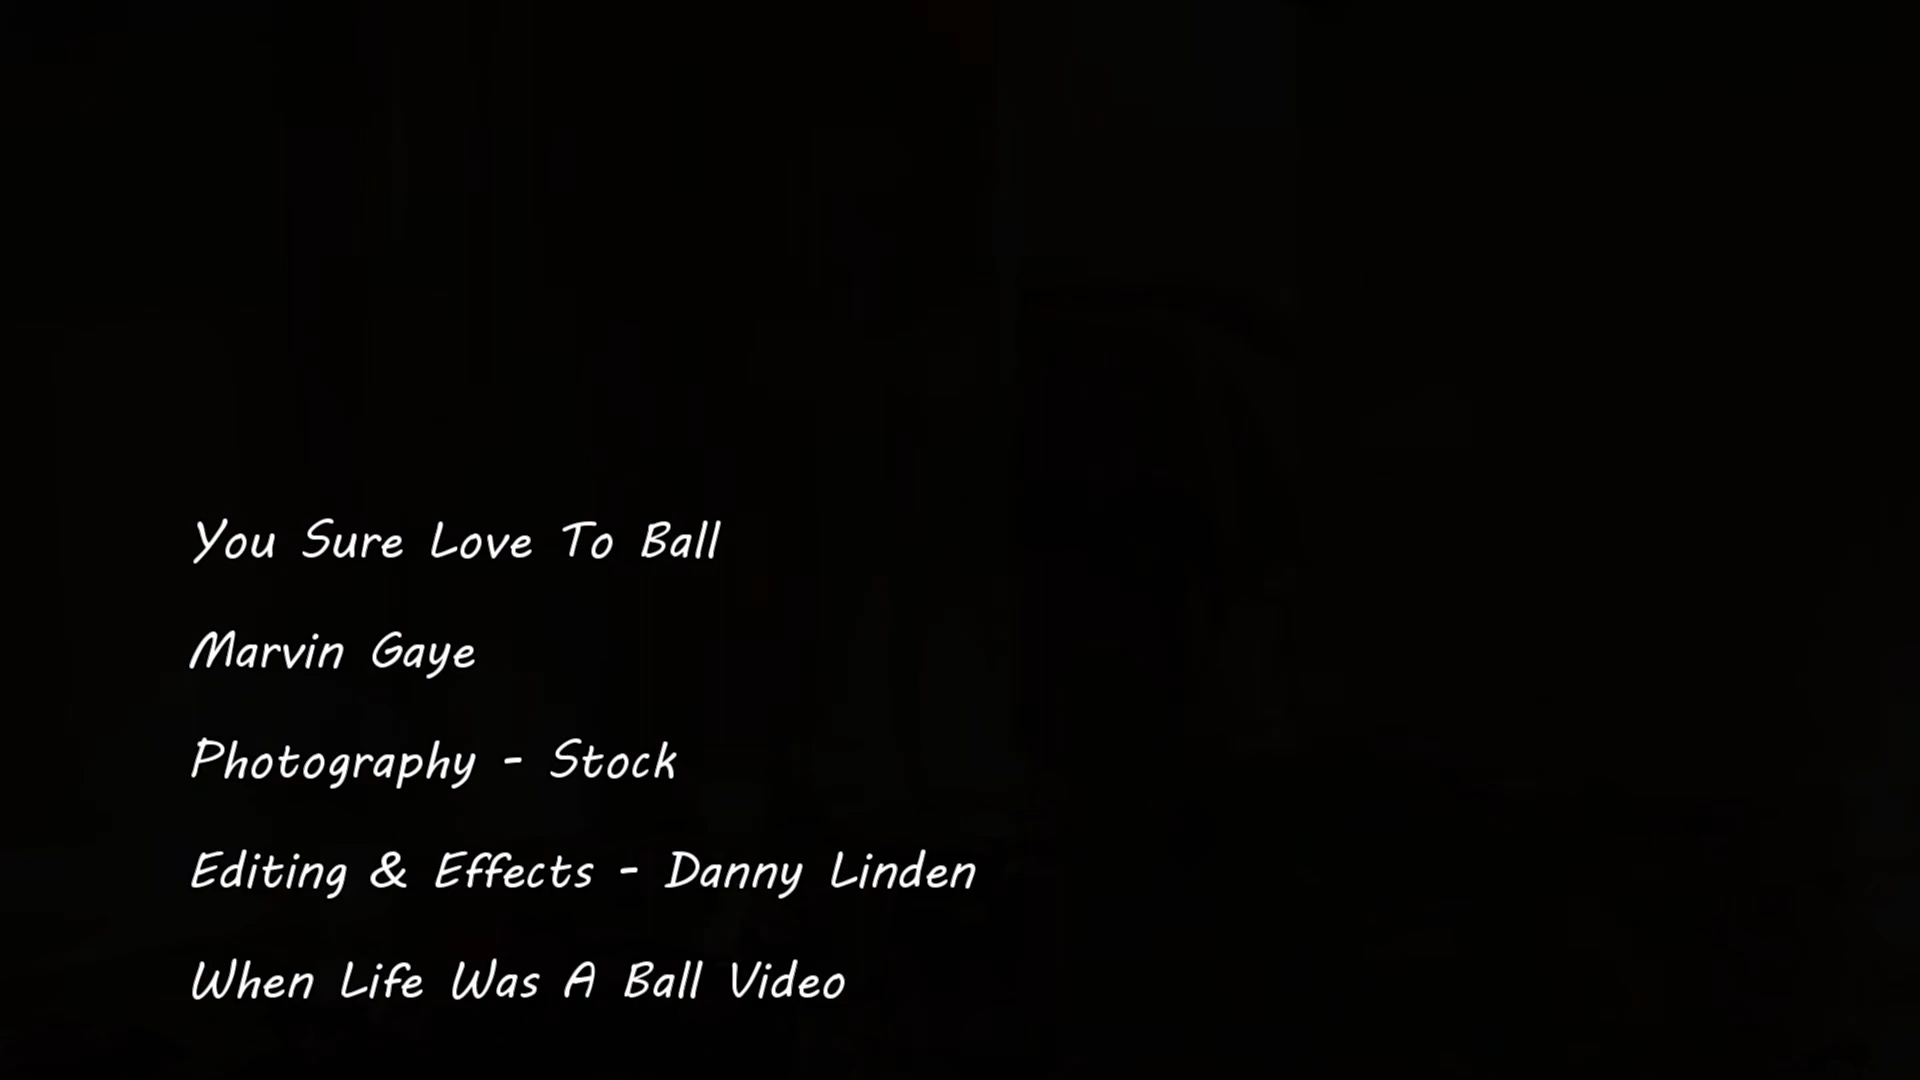 You Sure Love To Ball
Marvin Gaye
Photography - Stock
Editing & Effects - Danny Linden
When Life Was A Ball Video